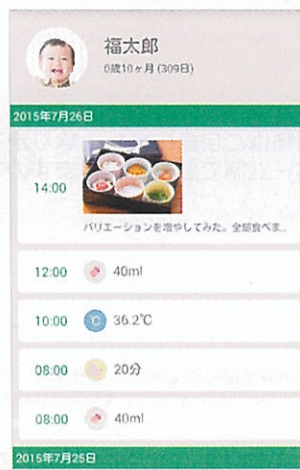 福太郎
0歳10ヶ月 (309日)
2015年7月26日
14:00
バリエーションを増やしてみた。全部食べま...
12:00 40ml
10:00 ℃ 36.2℃
08:00 20分
08:00 40ml
2015年7月25日